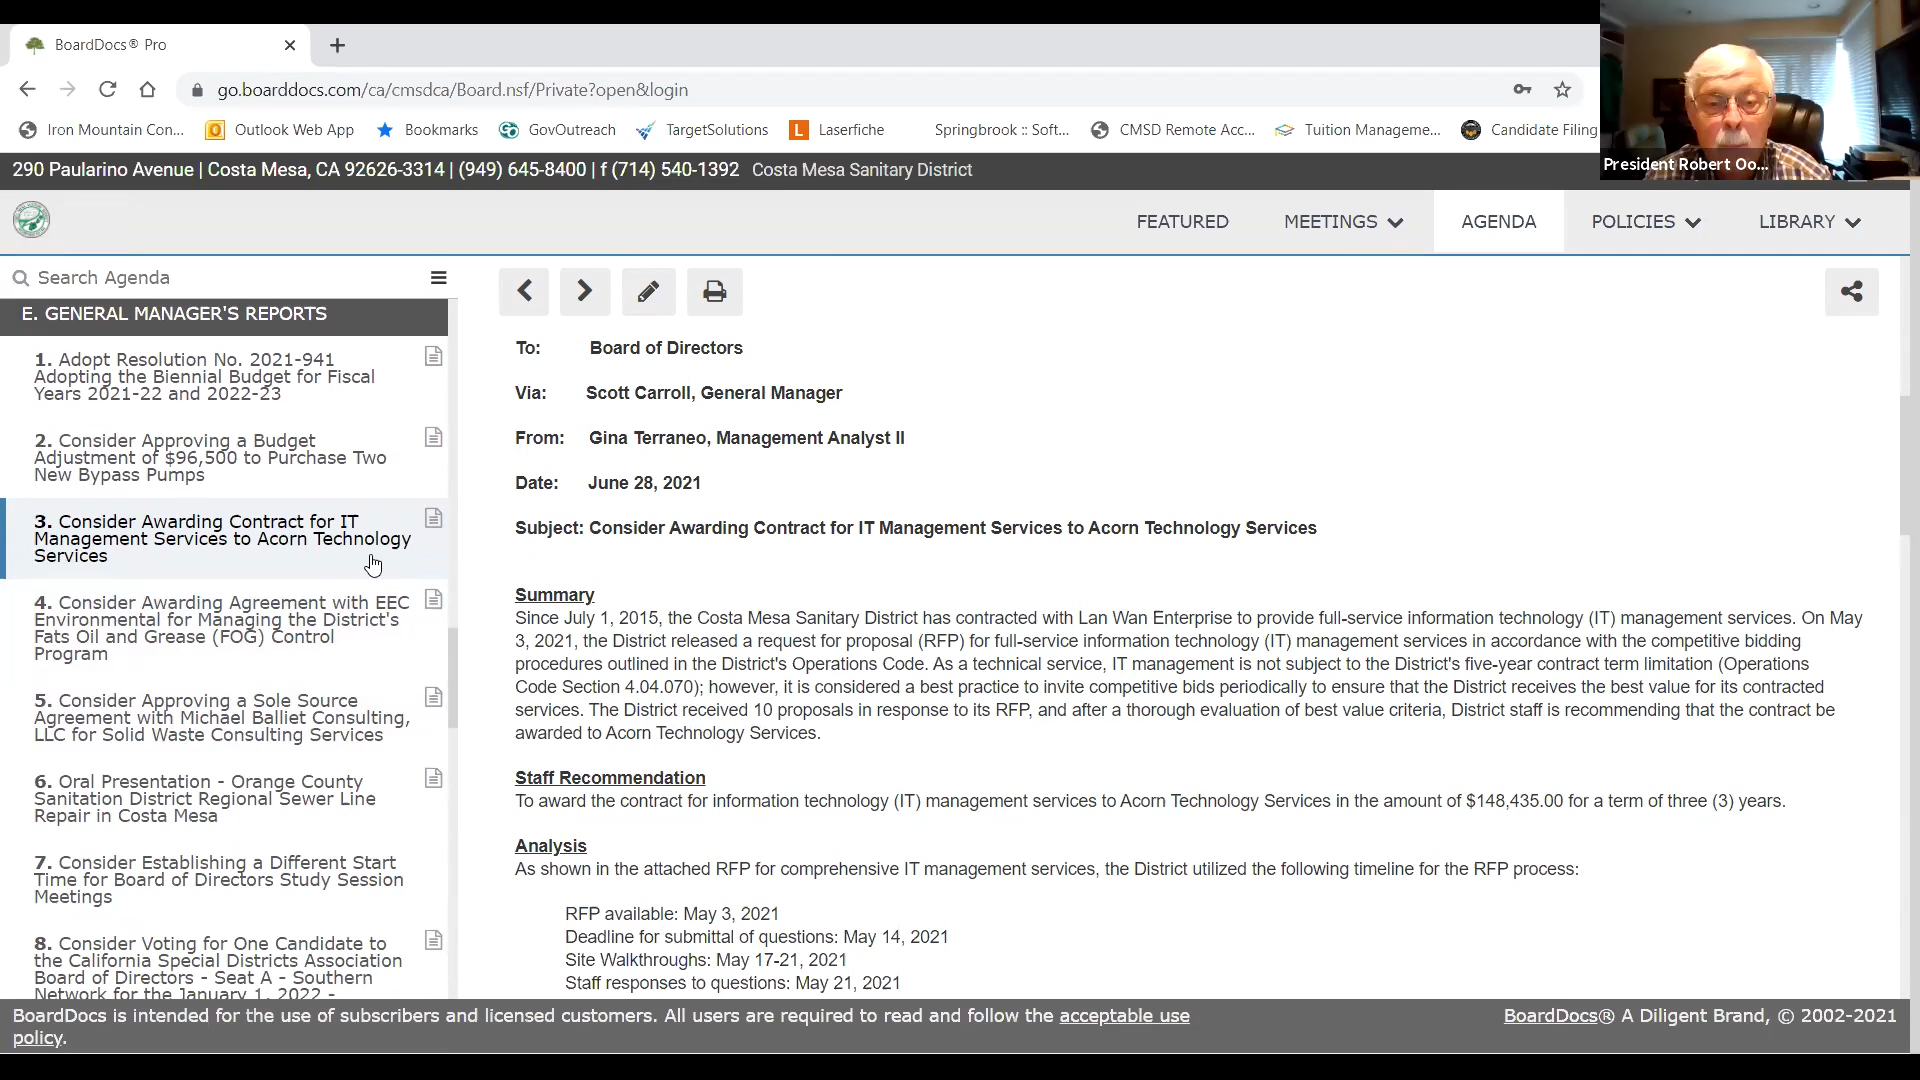 BoardDocs® Pro
go.boarddocs.com/ca/cmsdca/Board.nsf/Private?open&login
Iron Mountain Con...
Outlook Web App
Bookmarks
GovOutreach
TargetSolutions
Laserfiche
Springbrook :: Soft...
CMSD Remote Acc...
Tuition Manageme...
Candidate Filing
President Robert Oo...
290 Paularino Avenue | Costa Mesa, CA 92626-3314 | (949) 645-8400 | f (714) 540-1392 Costa Mesa Sanitary District
FEATURED
MEETINGS
AGENDA
POLICIES
LIBRARY
Search Agenda
E. GENERAL MANAGER'S REPORTS
1. Adopt Resolution No. 2021-941
Adopting the Biennial Budget for Fiscal
Years 2021-22 and 2022-23
2. Consider Approving a Budget
Adjustment of $96,500 to Purchase Two
New Bypass Pumps
3. Consider Awarding Contract for IT
Management Services to Acorn Technology
Services
4. Consider Awarding Agreement with EEC
Environmental for Managing the District's
Fats Oil and Grease (FOG) Control
Program
5. Consider Approving a Sole Source
Agreement with Michael Balliet Consulting,
LLC for Solid Waste Consulting Services
6. Oral Presentation - Orange County
Sanitation District Regional Sewer Line
Repair in Costa Mesa
7. Consider Establishing a Different Start
Time for Board of Directors Study Session
Meetings
8. Consider Voting for One Candidate to
the California Special Districts Association
Board of Directors - Seat A - Southern
Network for the January 1, 2022 -
To: Board of Directors
Via: Scott Carroll, General Manager
From: Gina Terraneo, Management Analyst II
Date: June 28, 2021
Subject: Consider Awarding Contract for IT Management Services to Acorn Technology Services
Summary
Since July 1, 2015, the Costa Mesa Sanitary District has contracted with Lan Wan Enterprise to provide full-service information technology (IT) management services. On May
3, 2021, the District released a request for proposal (RFP) for full-service information technology (IT) management services in accordance with the competitive bidding
procedures outlined in the District's Operations Code. As a technical service, IT management is not subject to the District's five-year contract term limitation (Operations
Code Section 4.04.070); however, it is considered a best practice to invite competitive bids periodically to ensure that the District receives the best value for its contracted
services. The District received 10 proposals in response to its RFP, and after a thorough evaluation of best value criteria, District staff is recommending that the contract be
awarded to Acorn Technology Services.
Staff Recommendation
To award the contract for information technology (IT) management services to Acorn Technology Services in the amount of $148,435.00 for a term of three (3) years.
Analysis
As shown in the attached RFP for comprehensive IT management services, the District utilized the following timeline for the RFP process:
RFP available: May 3, 2021
Deadline for submittal of questions: May 14, 2021
Site Walkthroughs: May 17-21, 2021
Staff responses to questions: May 21, 2021
BoardDocs is intended for the use of subscribers and licensed customers. All users are required to read and follow the acceptable use
policy.
BoardDocs® A Diligent Brand, © 2002-2021